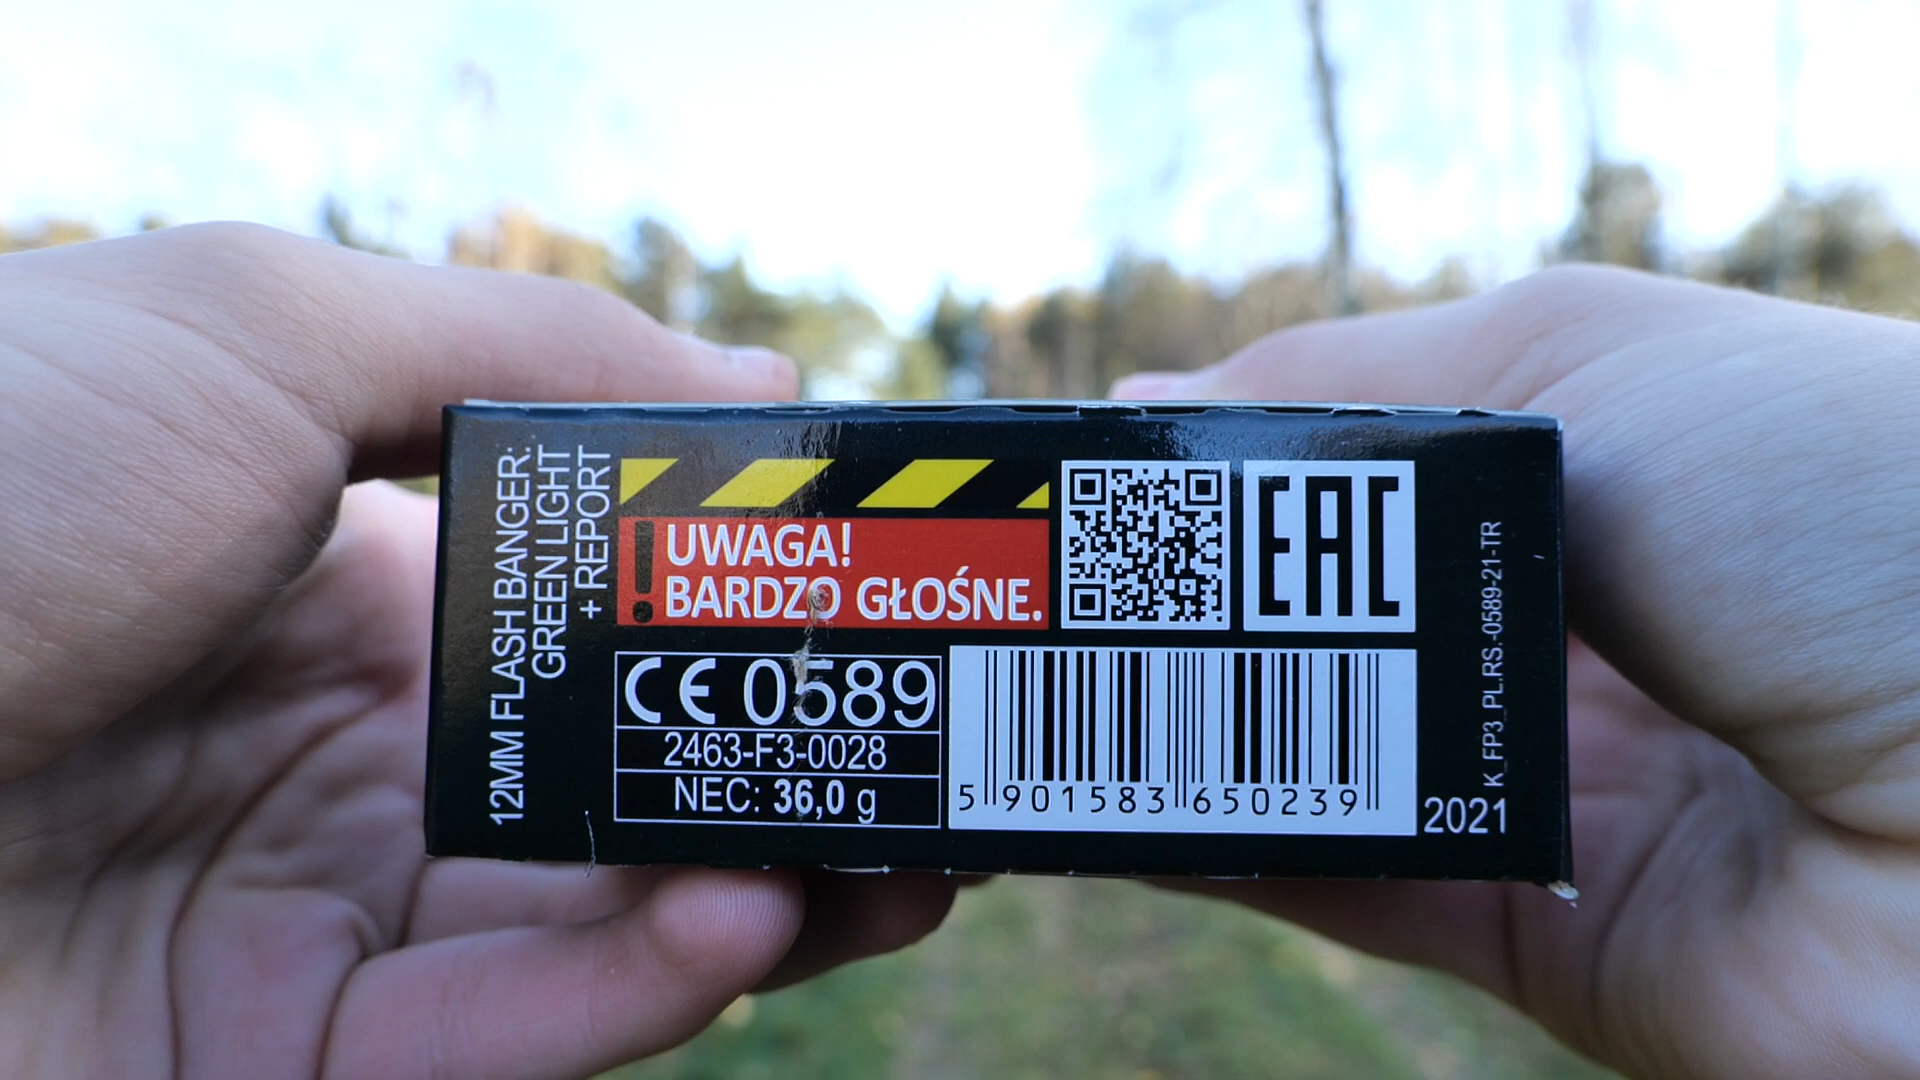 12MM FLASH BANGER:
GREEN LIGHT
+ REPORT
! UWAGA!
BARDZO GŁOŚNE.
EAC
CE 0589
2463-F3-0028
NEC: 36,0 g
5 901583 650239
2021
K_FP3_PL.RS.-0589-21-TR